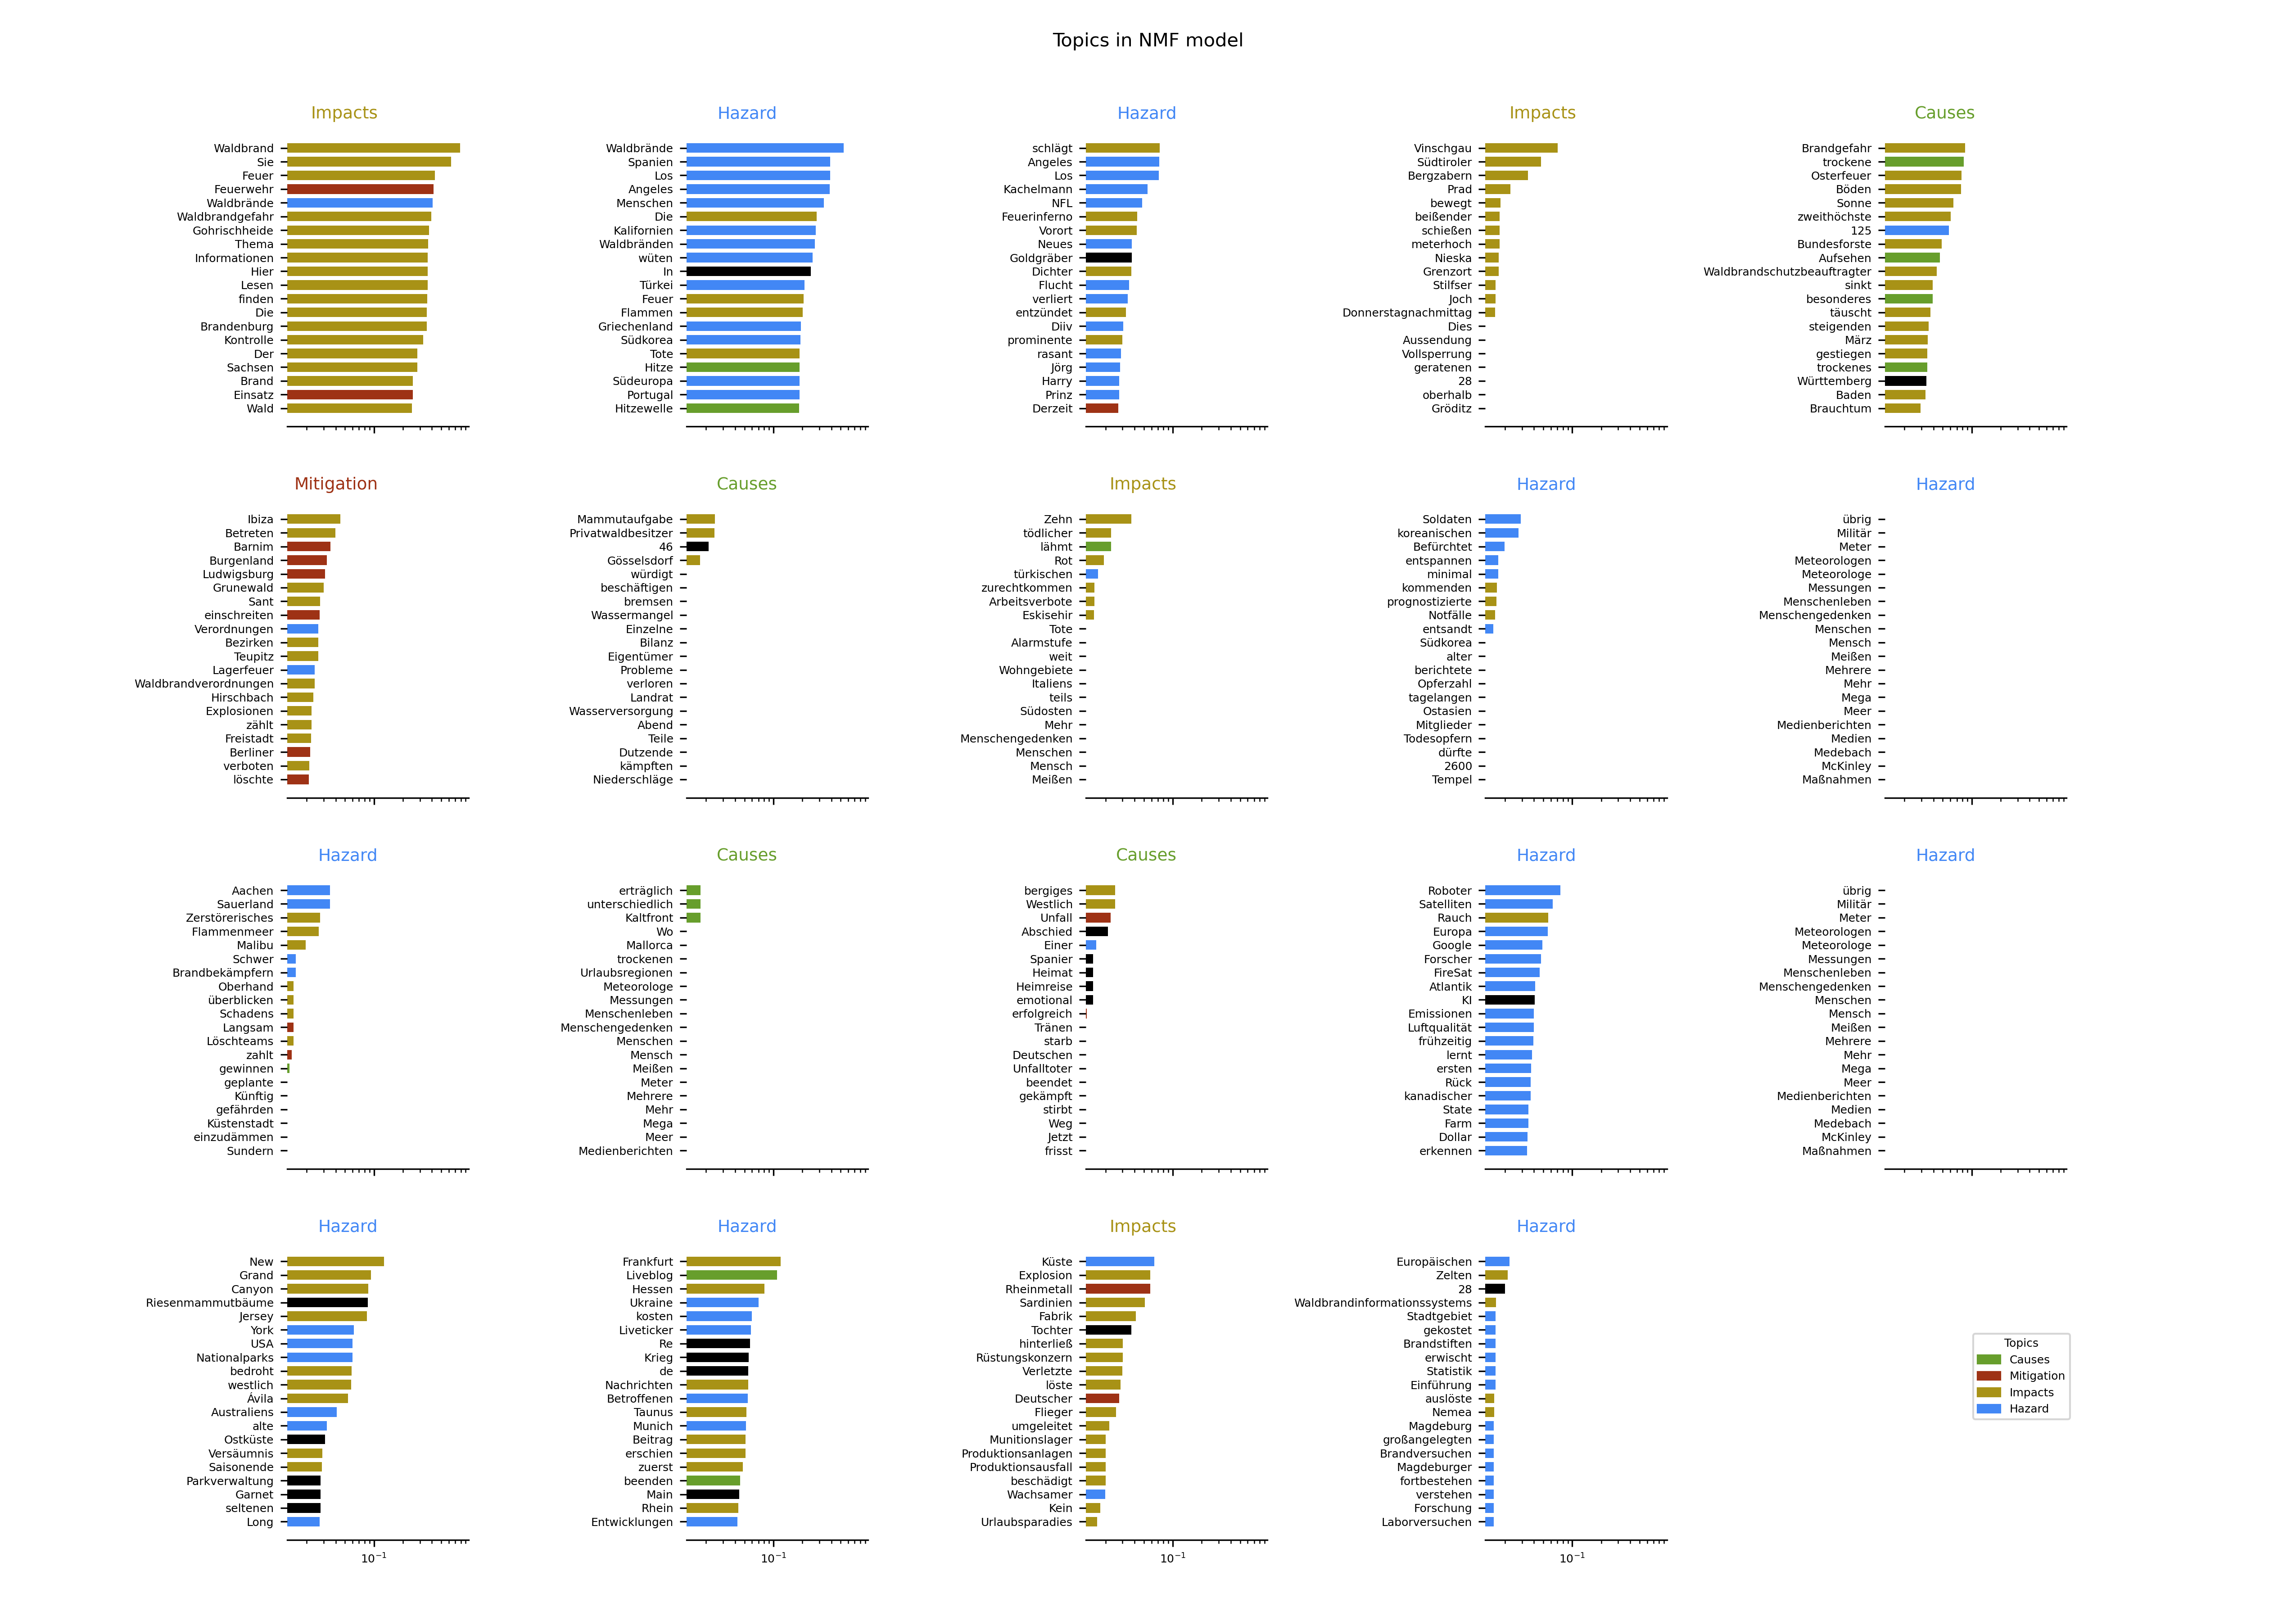 Topics in NMF model
Impacts
Waldbrand
Sie
Feuer
Feuerwehr
Waldbrände
Waldbrandgefahr
Gohrischheide
Thema
Informationen
Hier
Lesen
finden
Die
Brandenburg
Kontrolle
Der
Sachsen
Brand
Einsatz
Wald
Hazard
Waldbrände
Spanien
Los
Angeles
Menschen
Die
Kalifornien
Waldbränden
wüten
In
Türkei
Feuer
Flammen
Griechenland
Südkorea
Tote
Hitze
Südeuropa
Portugal
Hitzewelle
Hazard
schlägt
Angeles
Los
Kachelmann
NFL
Feuerinferno
Vorort
Neues
Goldgräber
Dichter
Flucht
verliert
entzündet
Diiv
prominente
rasant
Jörg
Harry
Prinz
Derzeit
Impacts
Vinschgau
Südtiroler
Bergzabern
Prad
bewegt
beißender
schießen
meterhoch
Nieska
Grenzort
Stilfser
Joch
Donnerstagnachmittag
Dies
Aussendung
Vollsperrung
geratenen
28
oberhalb
Gröditz
Causes
Brandgefahr
trockene
Osterfeuer
Böden
Sonne
zweithöchste
125
Bundesforste
Aufsehen
Waldbrandschutzbeauftragter
sinkt
besonderes
täuscht
steigenden
März
gestiegen
trockenes
Württemberg
Baden
Brauchtum
Mitigation
Ibiza
Betreten
Barnim
Burgenland
Ludwigsburg
Grunewald
Sant
einschreiten
Verordnungen
Bezirken
Teupitz
Lagerfeuer
Waldbrandverordnungen
Hirschbach
Explosionen
zählt
Freistadt
Berliner
verboten
löschte
Causes
Mammutaufgabe
Privatwaldbesitzer
46
Gösselsdorf
würdigt
beschäftigen
bremsen
Wassermangel
Einzelne
Bilanz
Eigentümer
Probleme
verloren
Landrat
Wasserversorgung
Abend
Teile
Dutzende
kämpften
Niederschläge
Impacts
Zehn
tödlicher
lähmt
Rot
türkischen
zurechtkommen
Arbeitsverbote
Eskisehir
Tote
Alarmstufe
weit
Wohngebiete
Italiens
teils
Südosten
Mehr
Menschengedenken
Menschen
Mensch
Meißen
Hazard
Soldaten
koreanischen
Befürchtet
entspannen
minimal
kommenden
prognostizierte
Notfälle
entsandt
Südkorea
alter
berichtete
Opferzahl
tagelangen
Ostasien
Mitglieder
Todesopfern
dürfte
2600
Tempel
Hazard
übrig
Militär
Meter
Meteorologen
Meteorologe
Messungen
Menschenleben
Menschengedenken
Menschen
Mensch
Meißen
Mehrere
Mehr
Mega
Meer
Medienberichten
Medien
Medebach
McKinley
Maßnahmen
Hazard
Aachen
Sauerland
Zerstörerisches
Flammenmeer
Malibu
Schwer
Brandbekämpfern
Oberhand
überblicken
Schadens
Langsam
Löschteams
zahlt
gewinnen
geplante
Künftig
gefährden
Küstenstadt
einzudämmen
Sundern
Causes
erträglich
unterschiedlich
Kaltfront
Wo
Mallorca
trockenen
Urlaubsregionen
Meteorologe
Messungen
Menschenleben
Menschengedenken
Menschen
Mensch
Meißen
Meter
Mehrere
Mehr
Mega
Meer
Medienberichten
Causes
bergiges
Westlich
Unfall
Abschied
Einer
Spanier
Heimat
Heimreise
emotional
erfolgreich
Tränen
starb
Deutschen
Unfalltoter
beendet
gekämpft
stirbt
Weg
Jetzt
frisst
Hazard
Roboter
Satelliten
Rauch
Europa
Google
Forscher
FireSat
Atlantik
KI
Emissionen
Luftqualität
frühzeitig
lernt
ersten
Rück
kanadischer
State
Farm
Dollar
erkennen
Hazard
übrig
Militär
Meter
Meteorologen
Meteorologe
Messungen
Menschenleben
Menschengedenken
Menschen
Mensch
Meißen
Mehrere
Mehr
Mega
Meer
Medienberichten
Medien
Medebach
McKinley
Maßnahmen
Hazard
New
Grand
Canyon
Riesenmammutbäume
Jersey
York
USA
Nationalparks
bedroht
westlich
Ávila
Australiens
alte
Ostküste
Versäumnis
Saisonende
Parkverwaltung
Garnet
seltenen
Long
10⁻¹
Hazard
Frankfurt
Liveblog
Hessen
Ukraine
kosten
Liveticker
Re
Krieg
de
Nachrichten
Betroffenen
Taunus
Munich
Beitrag
erschien
zuerst
beenden
Main
Rhein
Entwicklungen
10⁻¹
Impacts
Küste
Explosion
Rheinmetall
Sardinien
Fabrik
Tochter
hinterließ
Rüstungskonzern
Verletzte
löste
Deutscher
Flieger
umgeleitet
Munitionslager
Produktionsanlagen
Produktionsausfall
beschädigt
Wachsamer
Kein
Urlaubsparadies
10⁻¹
Hazard
Europäischen
Zelten
28
Waldbrandinformationssystems
Stadtgebiet
gekostet
Brandstiften
erwischt
Statistik
Einführung
auslöste
Nemea
Magdeburg
großangelegten
Brandversuchen
Magdeburger
fortbestehen
verstehen
Forschung
Laborversuchen
10⁻¹
Topics
Causes
Mitigation
Impacts
Hazard